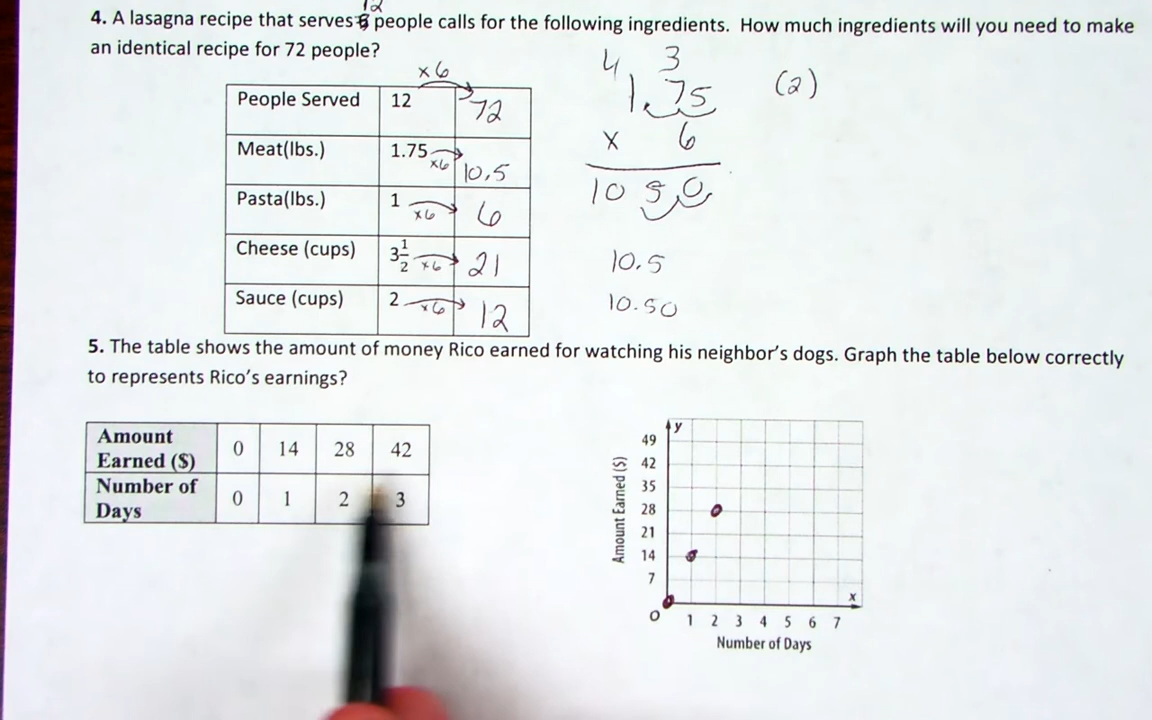 12
4. A lasagna recipe that serves 6 people calls for the following ingredients. How much ingredients will you need to make
an identical recipe for 72 people?
x6
People Served 12 72
Meat(lbs.) 1.75 x6 10.5
Pasta(lbs.) 1 x6 6
Cheese (cups) 3 1/2 x6 21
Sauce (cups) 2 x6 12
4 3
1.75 (2)
x 6
10 50
10.5
10.50
5. The table shows the amount of money Rico earned for watching his neighbor's dogs. Graph the table below correctly
to represents Rico's earnings?
Amount
Earned ($) 0 14 28 42
Number of
Days 0 1 2 3
y
49
42
35
28
21
14
7
Amount Earned ($)
x
O 1 2 3 4 5 6 7
Number of Days